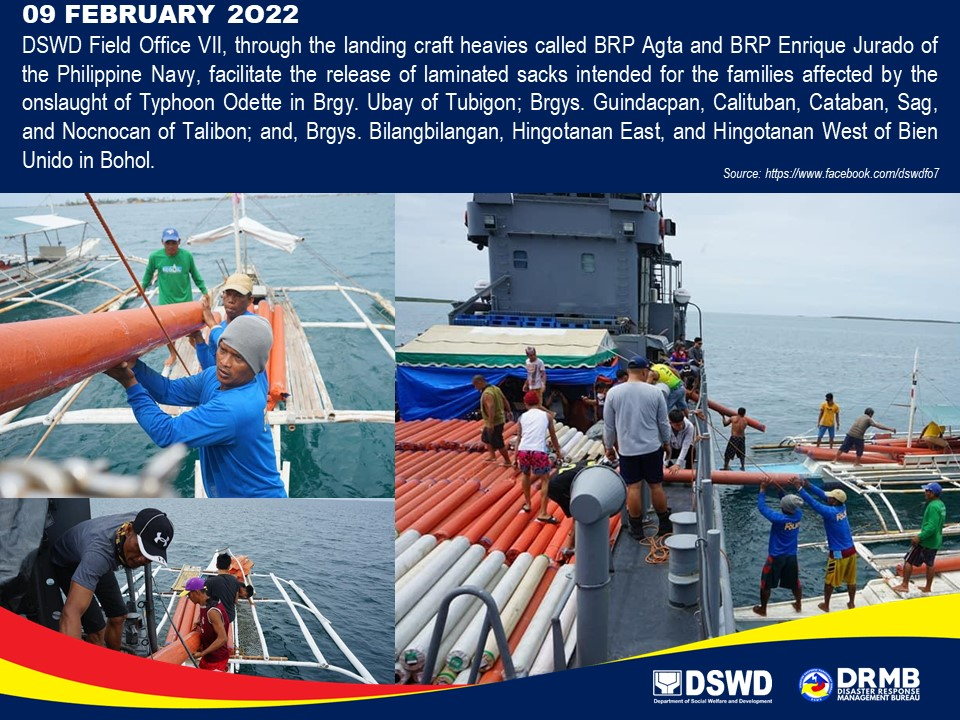 09 FEBRUARY 2022
DSWD Field Office VII, through the landing craft heavies called BRP Agta and BRP Enrique Jurado of
the Philippine Navy, facilitate the release of laminated sacks intended for the families affected by the
onslaught of Typhoon Odette in Brgy. Ubay of Tubigon; Brgys. Guindacpan, Calituban, Cataban, Sag,
and Nocnocan of Talibon; and, Brgys. Bilangbilangan, Hingotanan East, and Hingotanan West of Bien
Unido in Bohol.
Source: https://www.facebook.com/dswdfo7
DSWD
Department of Social Welfare and Development
DRMB
DISASTER RESPONSE
MANAGEMENT BUREAU